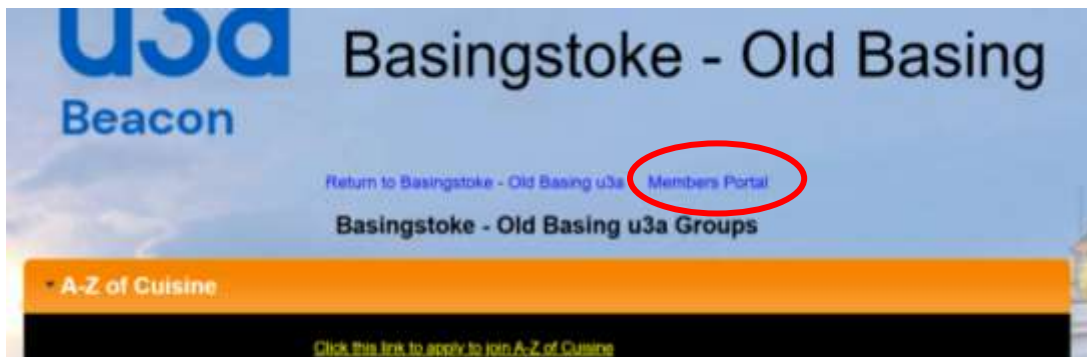 u3a
Basingstoke - Old Basing
Beacon
Return to Basingstoke - Old Basing u3a Members Portal
Basingstoke - Old Basing u3a Groups
A-Z of Cuisine
Click this link to apply to join A-Z of Cuisine